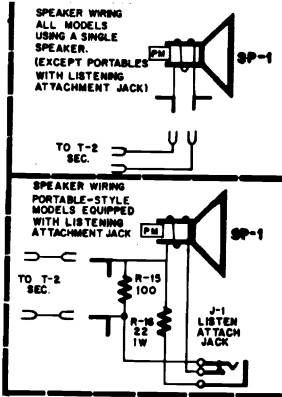 SPEAKER WIRING
ALL MODELS
USING A SINGLE
SPEAKER.
(EXCEPT PORTABLES
WITH LISTENING
ATTACHMENT JACK)
PM
SP-1
TO T-2
SEC.
SPEAKER WIRING
PORTABLE-STYLE
MODELS EQUIPPED
WITH LISTENING
ATTACHMENT JACK
PM
SP-1
TO T-2
SEC.
R-15
100
R-16
22
1W
J-1
LISTEN
ATTACH
JACK